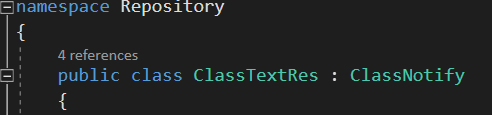 namespace Repository
{
4 references
public class ClassTextRes : ClassNotify
{